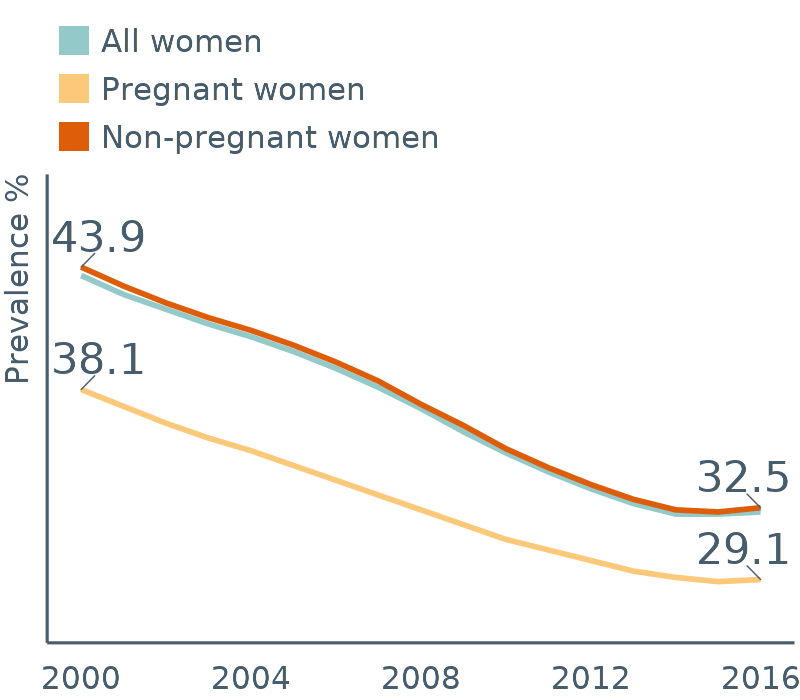 All women
Pregnant women
Non-pregnant women
Prevalence %
43.9
38.1
32.5
29.1
2000 2004 2008 2012 2016